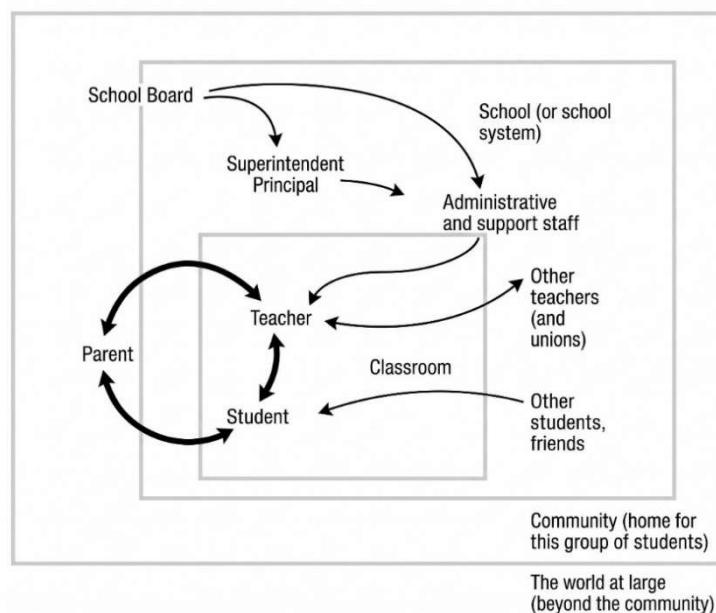 School Board
School (or school
system)
Superintendent
Principal
Administrative
and support staff
Other
teachers
(and
unions)
Teacher
Parent
Classroom
Student
Other
students,
friends
Community (home for
this group of students)
The world at large
(beyond the community)